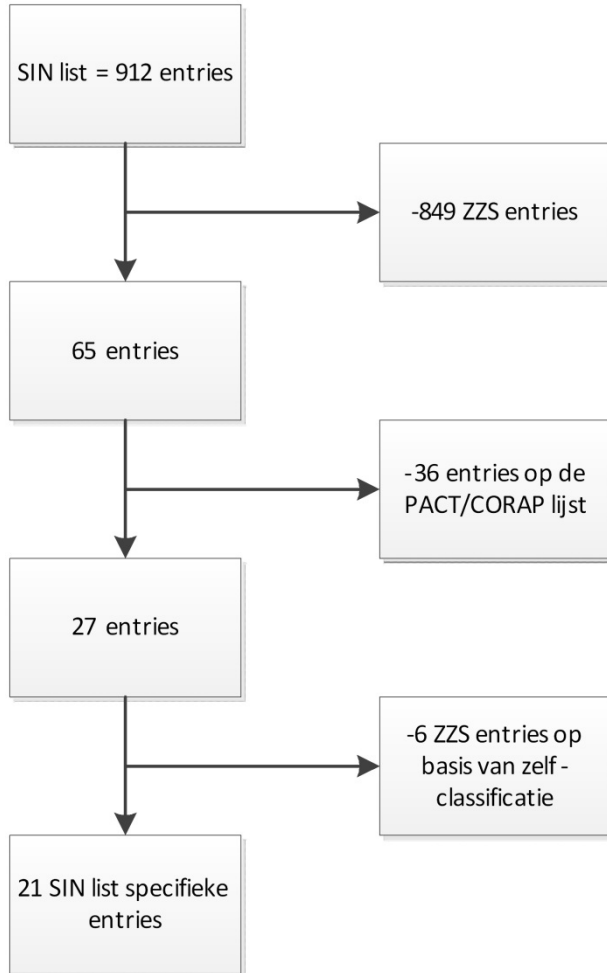 SIN list = 912 entries
-849 ZZS entries
65 entries
-36 entries op de
PACT/CORAP lijst
27 entries
-6 ZZS entries op
basis van zelf -
classificatie
21 SIN list specifieke
entries